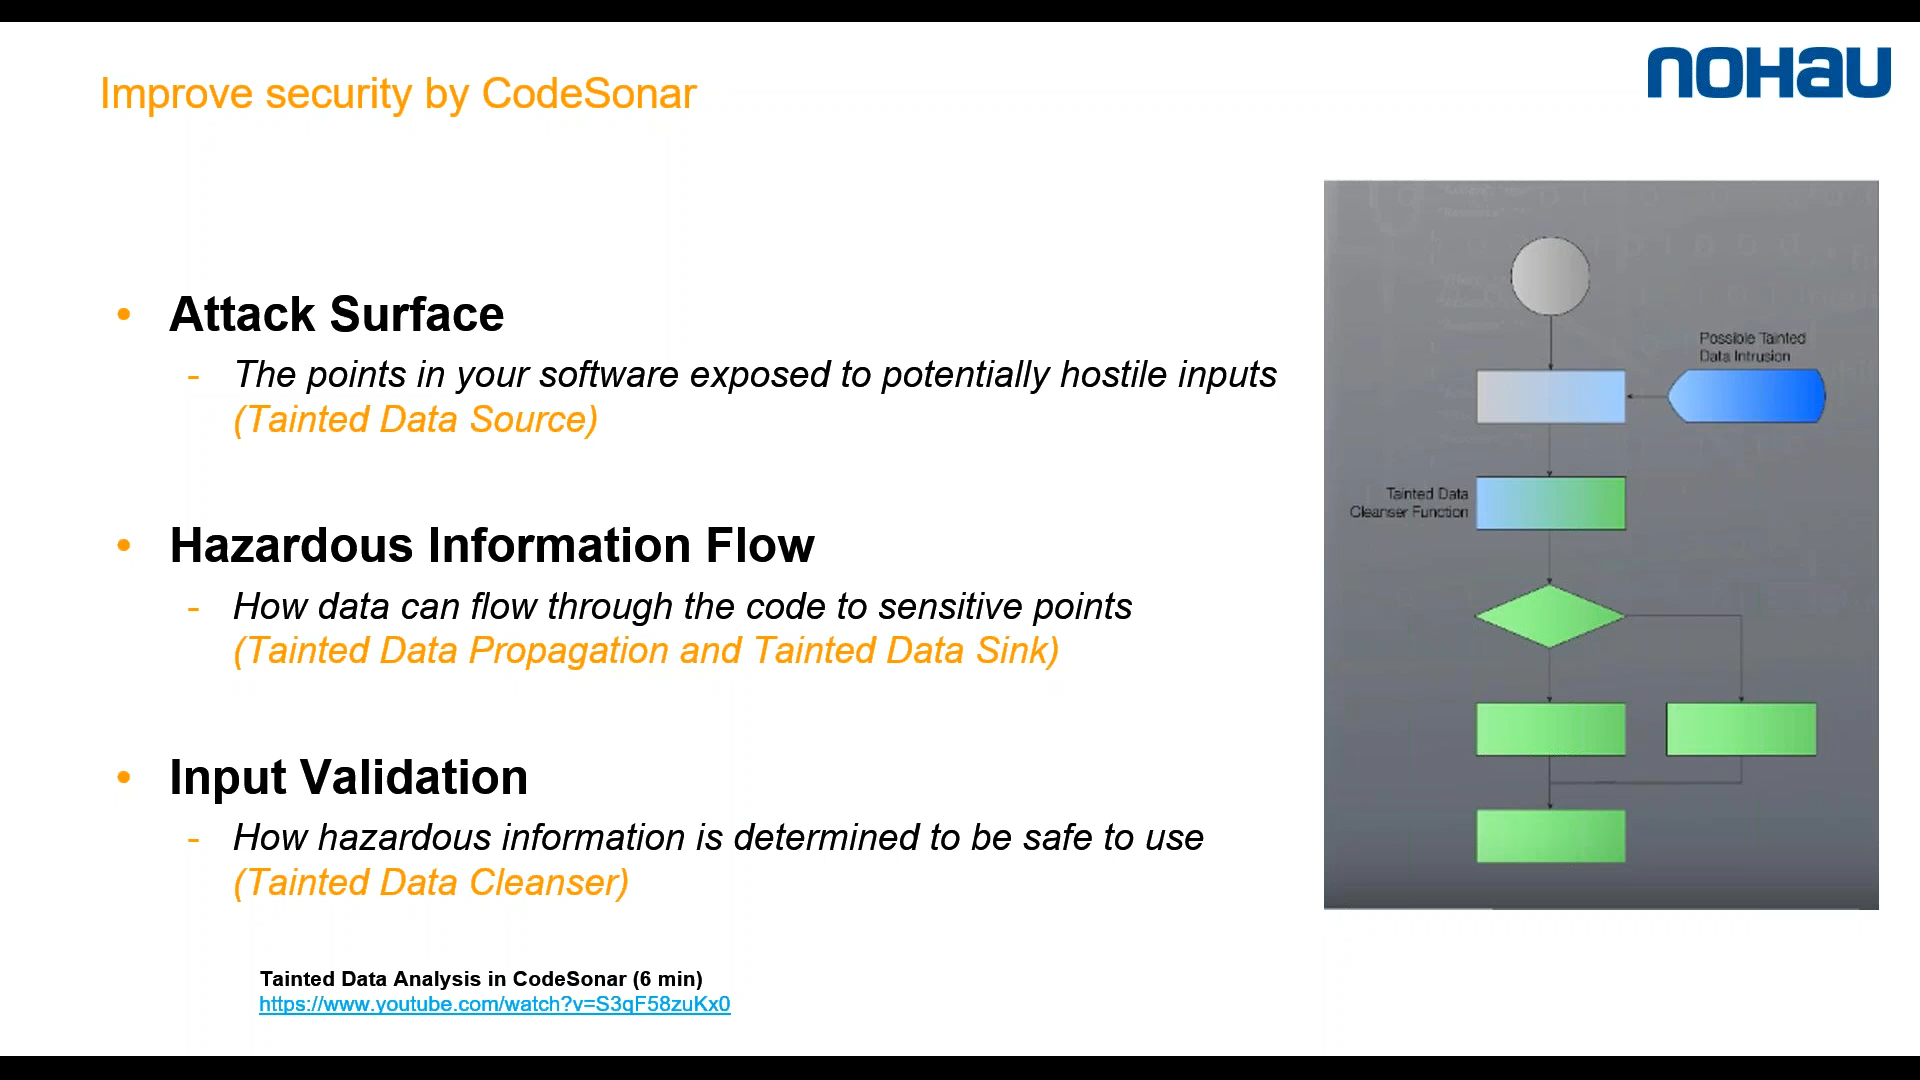 Improve security by CodeSonar
noHau
• Attack Surface
- The points in your software exposed to potentially hostile inputs
(Tainted Data Source)
• Hazardous Information Flow
- How data can flow through the code to sensitive points
(Tainted Data Propagation and Tainted Data Sink)
• Input Validation
- How hazardous information is determined to be safe to use
(Tainted Data Cleanser)
Tainted Data Analysis in CodeSonar (6 min)
https://www.youtube.com/watch?v=S3qF58zuKx0
Possible Tainted
Data Intrusion
Tainted Data
Cleanser Function